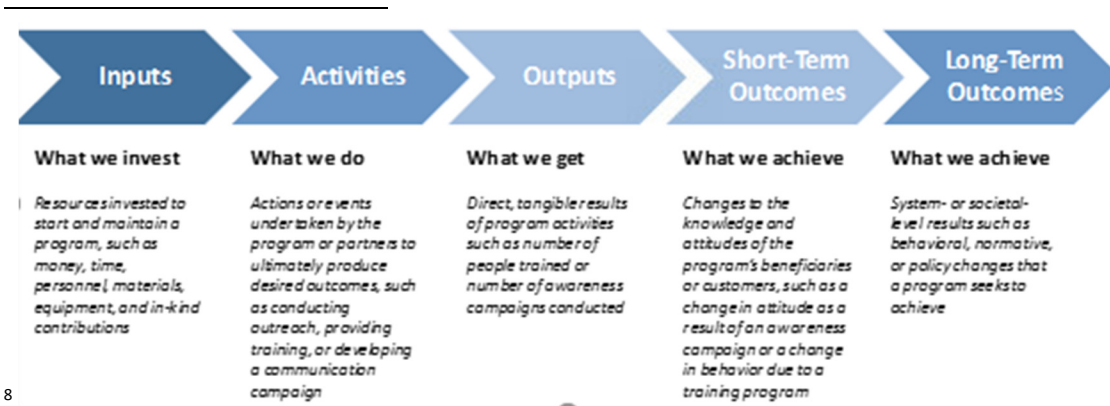 Inputs
Activities
Outputs
Short-Term
Outcomes
Long-Term
Outcomes
What we invest
Resources invested to
start and maintain a
program, such as
money, time,
personnel, materials,
equipment, and in-kind
contributions
What we do
Actions or events
undertaken by the
program or partners to
ultimately produce
desired outcomes, such
as conducting
outreach, providing
training, or developing
a communication
campaign
What we get
Direct, tangible results
of program activities
such as number of
people trained or
number of awareness
campaigns conducted
What we achieve
Changes to the
knowledge and
attitudes of the
program's beneficiaries
or customers, such as a
change in attitude as a
result of an awareness
campaign or a change
in behavior due to a
training program
What we achieve
System- or societal-
level results such as
behavioral, normative,
or policy changes that
a program seeks to
achieve
8